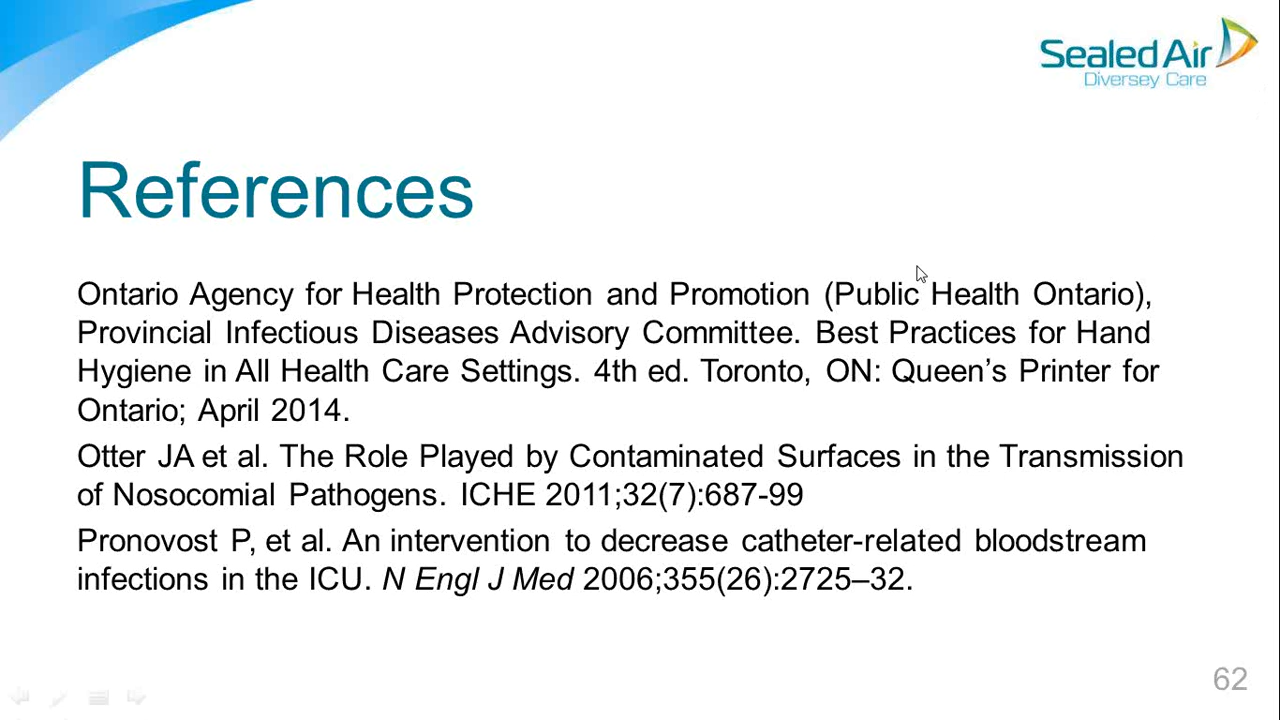 Sealed Air
Diversey Care
References
Ontario Agency for Health Protection and Promotion (Public Health Ontario),
Provincial Infectious Diseases Advisory Committee. Best Practices for Hand
Hygiene in All Health Care Settings. 4th ed. Toronto, ON: Queen’s Printer for
Ontario; April 2014.
Otter JA et al. The Role Played by Contaminated Surfaces in the Transmission
of Nosocomial Pathogens. ICHE 2011;32(7):687-99
Pronovost P, et al. An intervention to decrease catheter-related bloodstream
infections in the ICU. N Engl J Med 2006;355(26):2725–32.
62